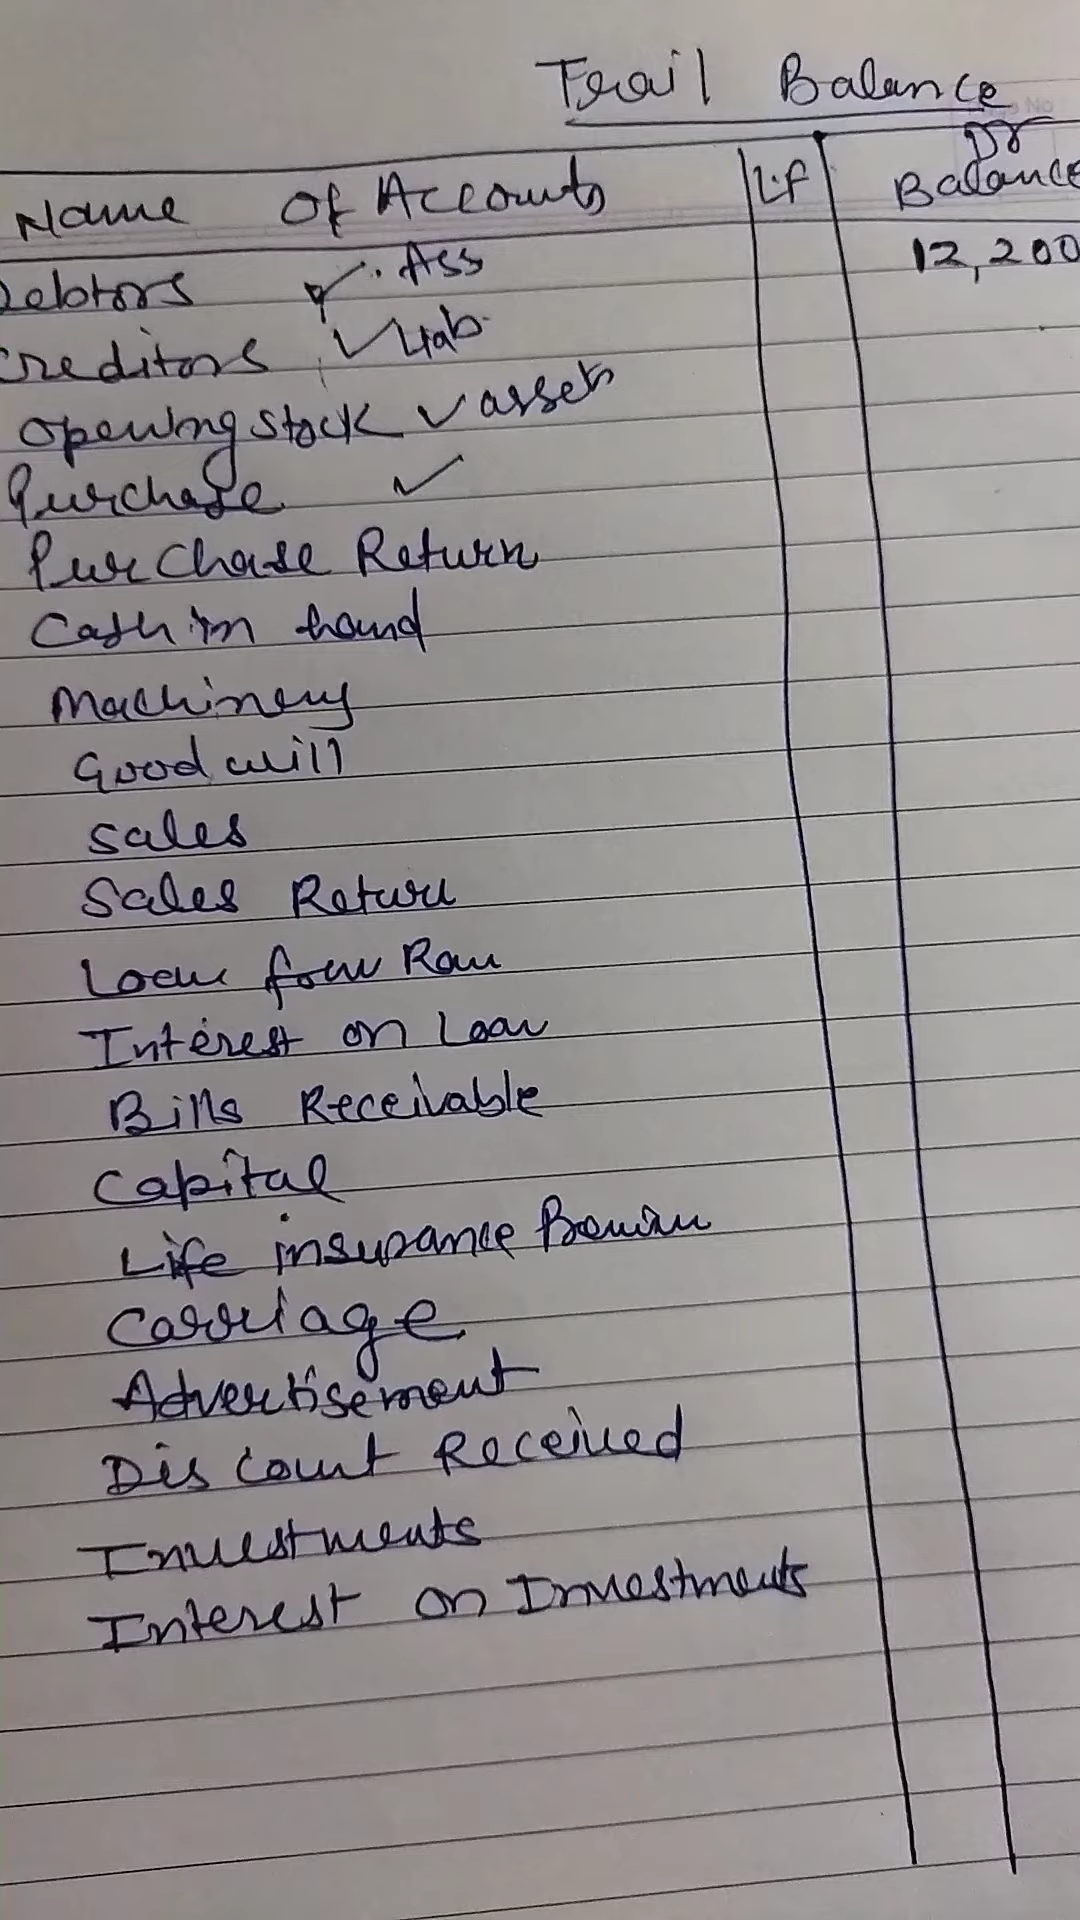 Trail Balance
Name Of Accounts L.F Dr Balance
Debtors Ass 12,200
Creditors Liab.
Opening stock assets
Purchase
Purchase Return
Cash in hand
Machinery
Good will
Sales
Sales Return
Loan from Ram
Interest on Loan
Bills Receivable
Capital
Life insurance
Carriage
Advertisement
Discount Received
Investments
Interest on Investments